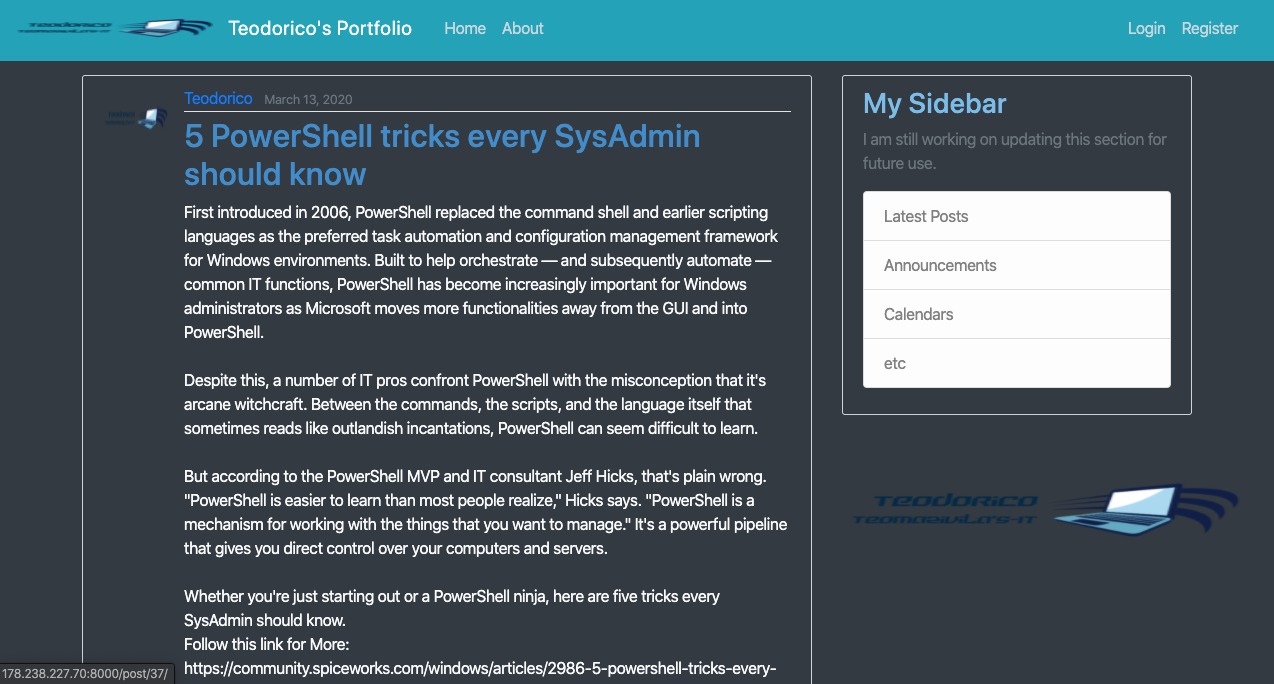 TEODORICO
TEOMASIVILO'S-IT
Teodorico's Portfolio
Home
About
Login
Register
Teodorico March 13, 2020
5 PowerShell tricks every SysAdmin
should know
First introduced in 2006, PowerShell replaced the command shell and earlier scripting
languages as the preferred task automation and configuration management framework
for Windows environments. Built to help orchestrate — and subsequently automate —
common IT functions, PowerShell has become increasingly important for Windows
administrators as Microsoft moves more functionalities away from the GUI and into
PowerShell.
Despite this, a number of IT pros confront PowerShell with the misconception that it's
arcane witchcraft. Between the commands, the scripts, and the language itself that
sometimes reads like outlandish incantations, PowerShell can seem difficult to learn.
But according to the PowerShell MVP and IT consultant Jeff Hicks, that's plain wrong.
"PowerShell is easier to learn than most people realize," Hicks says. "PowerShell is a
mechanism for working with the things that you want to manage." It's a powerful pipeline
that gives you direct control over your computers and servers.
Whether you're just starting out or a PowerShell ninja, here are five tricks every
SysAdmin should know.
Follow this link for More:
https://community.spiceworks.com/windows/articles/2986-5-powershell-tricks-every-
My Sidebar
I am still working on updating this section for
future use.
Latest Posts
Announcements
Calendars
etc
TEODORICO
TEOMASIVILO'S-IT
178.238.227.70:8000/post/37/